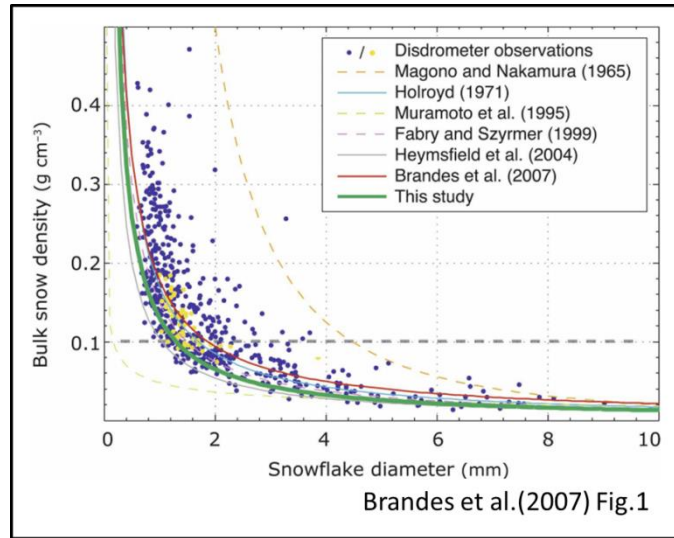 Disdrometer observations
/
Magono and Nakamura (1965)
Holroyd (1971)
Muramoto et al. (1995)
Fabry and Szyrmer (1999)
Heymsfield et al. (2004)
Brandes et al. (2007)
This study
0.4
0.3
0.2
0.1
Bulk snow density (g cm⁻³)
0
2
4
6
8
10
Snowflake diameter (mm)
Brandes et al.(2007) Fig.1